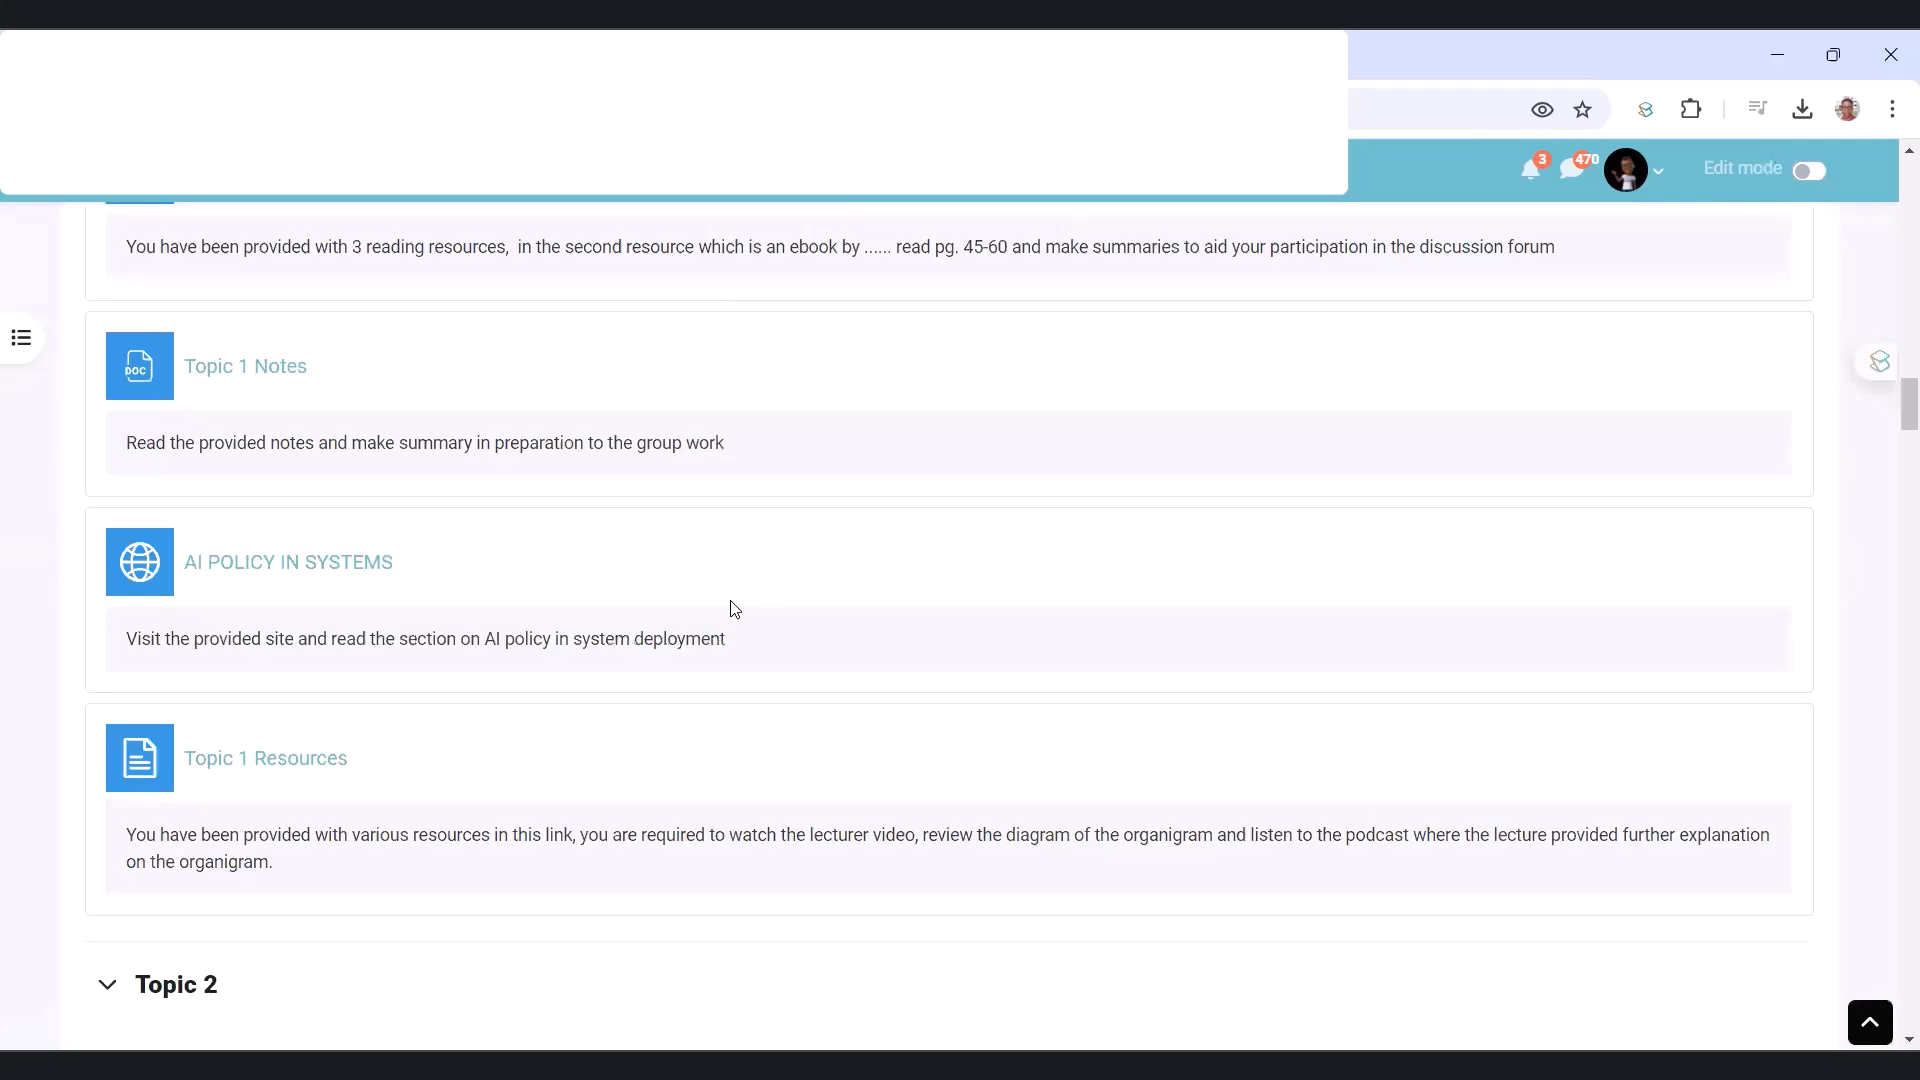 3
470
Edit mode
You have been provided with 3 reading resources,  in the second resource which is an ebook by ...... read pg. 45-60 and make summaries to aid your participation in the discussion forum
DOC
Topic 1 Notes
Read the provided notes and make summary in preparation to the group work
AI POLICY IN SYSTEMS
Visit the provided site and read the section on AI policy in system deployment
Topic 1 Resources
You have been provided with various resources in this link, you are required to watch the lecturer video, review the diagram of the organigram and listen to the podcast where the lecture provided further explanation
on the organigram.
Topic 2